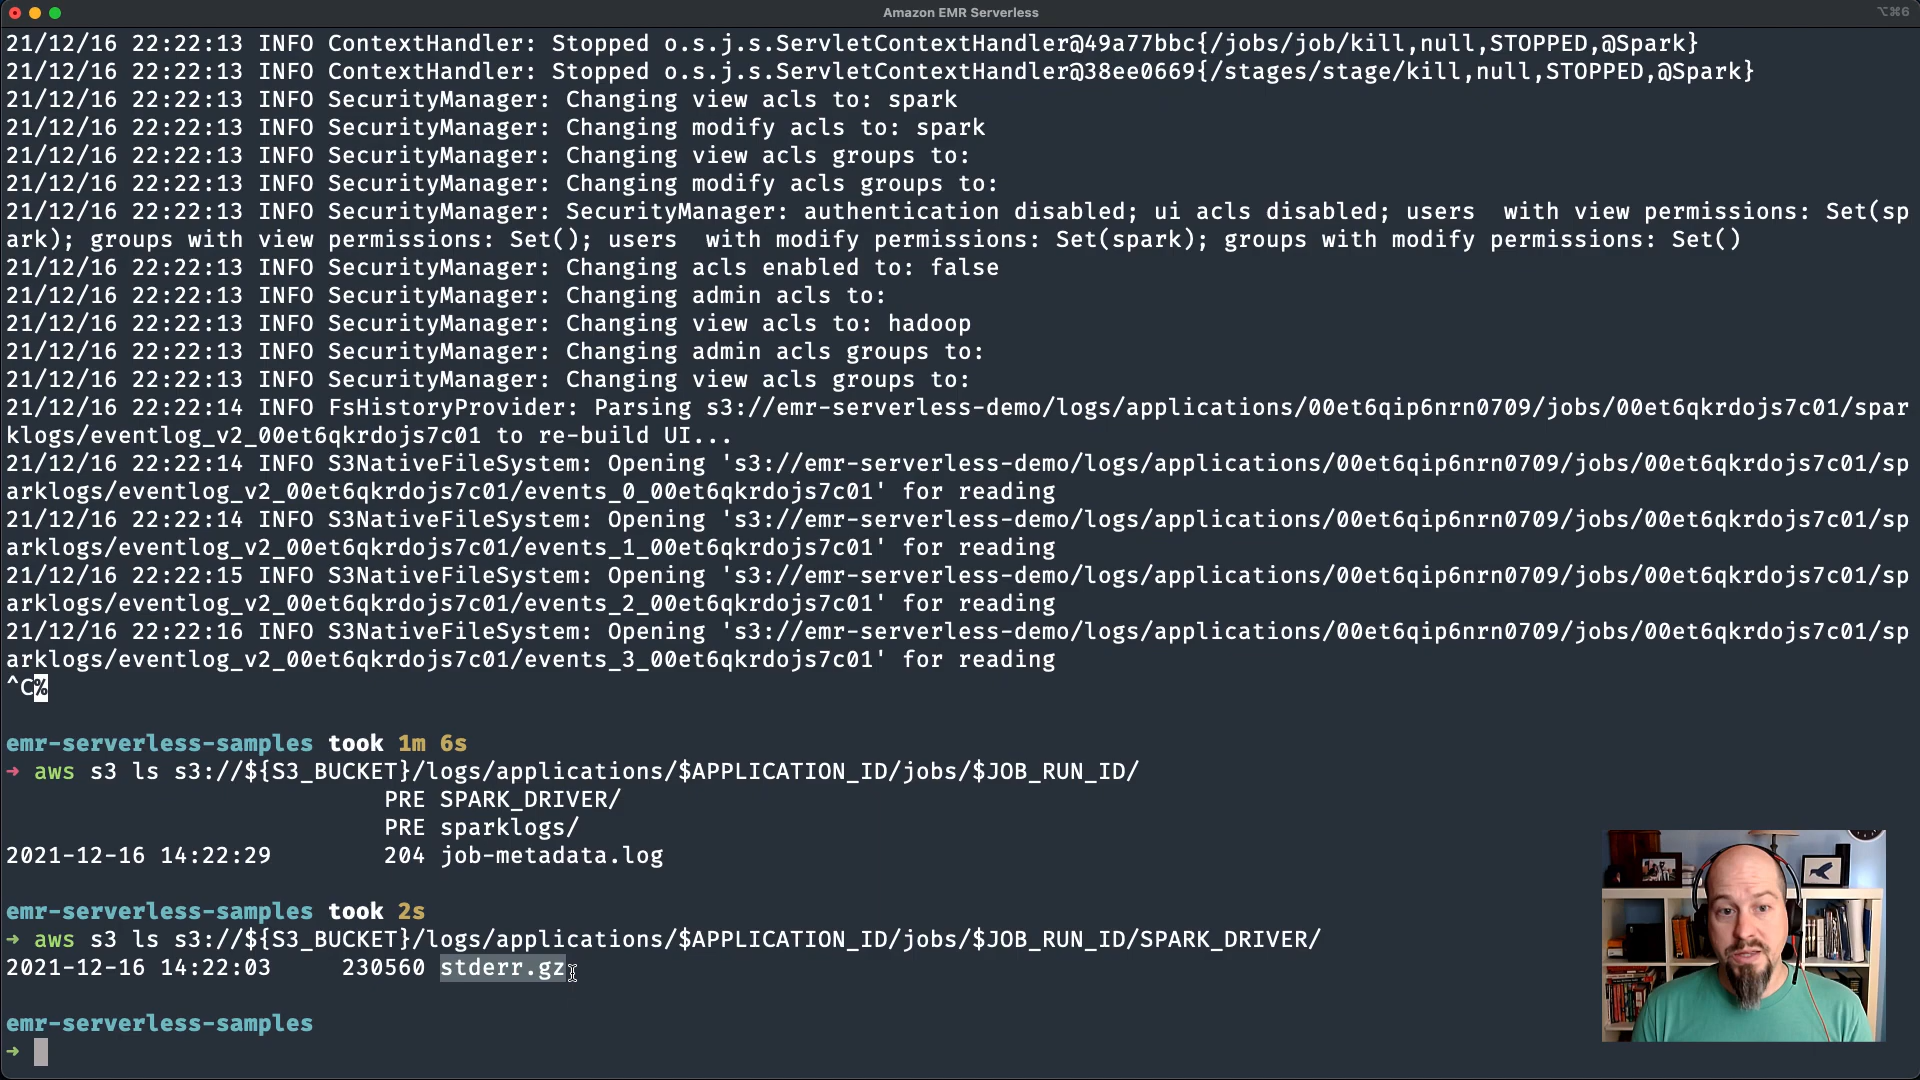 Amazon EMR Serverless
⌥⌘6
21/12/16 22:22:13 INFO ContextHandler: Stopped o.s.j.s.ServletContextHandler@49a77bbc{/jobs/job/kill,null,STOPPED,@Spark}
21/12/16 22:22:13 INFO ContextHandler: Stopped o.s.j.s.ServletContextHandler@38ee0669{/stages/stage/kill,null,STOPPED,@Spark}
21/12/16 22:22:13 INFO SecurityManager: Changing view acls to: spark
21/12/16 22:22:13 INFO SecurityManager: Changing modify acls to: spark
21/12/16 22:22:13 INFO SecurityManager: Changing view acls groups to:
21/12/16 22:22:13 INFO SecurityManager: Changing modify acls groups to:
21/12/16 22:22:13 INFO SecurityManager: SecurityManager: authentication disabled; ui acls disabled; users  with view permissions: Set(sp
ark); groups with view permissions: Set(); users  with modify permissions: Set(spark); groups with modify permissions: Set()
21/12/16 22:22:13 INFO SecurityManager: Changing acls enabled to: false
21/12/16 22:22:13 INFO SecurityManager: Changing admin acls to:
21/12/16 22:22:13 INFO SecurityManager: Changing view acls to: hadoop
21/12/16 22:22:13 INFO SecurityManager: Changing admin acls groups to:
21/12/16 22:22:13 INFO SecurityManager: Changing view acls groups to:
21/12/16 22:22:14 INFO FsHistoryProvider: Parsing s3://emr-serverless-demo/logs/applications/00et6qip6nrn0709/jobs/00et6qkrdojs7c01/spar
klogs/eventlog_v2_00et6qkrdojs7c01 to re-build UI...
21/12/16 22:22:14 INFO S3NativeFileSystem: Opening 's3://emr-serverless-demo/logs/applications/00et6qip6nrn0709/jobs/00et6qkrdojs7c01/sp
arklogs/eventlog_v2_00et6qkrdojs7c01/events_0_00et6qkrdojs7c01' for reading
21/12/16 22:22:14 INFO S3NativeFileSystem: Opening 's3://emr-serverless-demo/logs/applications/00et6qip6nrn0709/jobs/00et6qkrdojs7c01/sp
arklogs/eventlog_v2_00et6qkrdojs7c01/events_1_00et6qkrdojs7c01' for reading
21/12/16 22:22:15 INFO S3NativeFileSystem: Opening 's3://emr-serverless-demo/logs/applications/00et6qip6nrn0709/jobs/00et6qkrdojs7c01/sp
arklogs/eventlog_v2_00et6qkrdojs7c01/events_2_00et6qkrdojs7c01' for reading
21/12/16 22:22:16 INFO S3NativeFileSystem: Opening 's3://emr-serverless-demo/logs/applications/00et6qip6nrn0709/jobs/00et6qkrdojs7c01/sp
arklogs/eventlog_v2_00et6qkrdojs7c01/events_3_00et6qkrdojs7c01' for reading
^C%
emr-serverless-samples took 1m 6s
➜ aws s3 ls s3://${S3_BUCKET}/logs/applications/$APPLICATION_ID/jobs/$JOB_RUN_ID/
PRE SPARK_DRIVER/
PRE sparklogs/
2021-12-16 14:22:29        204 job-metadata.log
emr-serverless-samples took 2s
➜ aws s3 ls s3://${S3_BUCKET}/logs/applications/$APPLICATION_ID/jobs/$JOB_RUN_ID/SPARK_DRIVER/
2021-12-16 14:22:03     230560 stderr.gz
emr-serverless-samples
➜